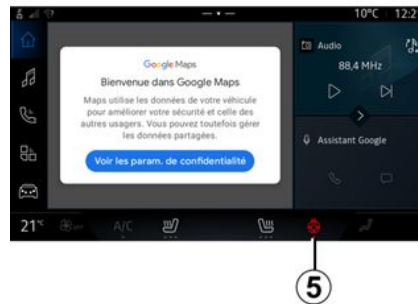 10°C 12:2
Google Maps
Bienvenue dans Google Maps
Maps utilise les données de votre véhicule
pour améliorer votre sécurité et celle des
autres usagers. Vous pouvez toutefois gérer
les données partagées.
Voir les param. de confidentialité
Audio
88,4 MHz
Assistant Google
21°C
OFF
A/C
5